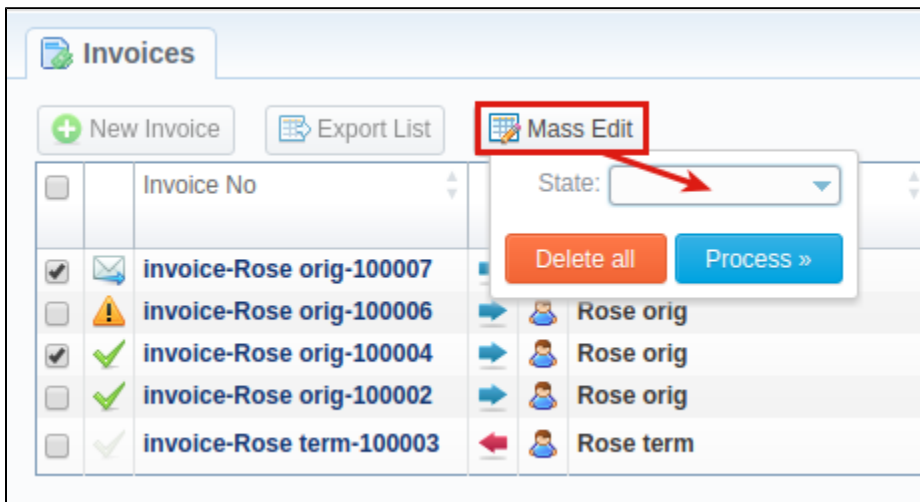 Invoices
New Invoice
Export List
Mass Edit
Invoice No
State:
Delete all
Process »
invoice-Rose orig-100007
invoice-Rose orig-100006
Rose orig
invoice-Rose orig-100004
Rose orig
invoice-Rose orig-100002
Rose orig
invoice-Rose term-100003
Rose term